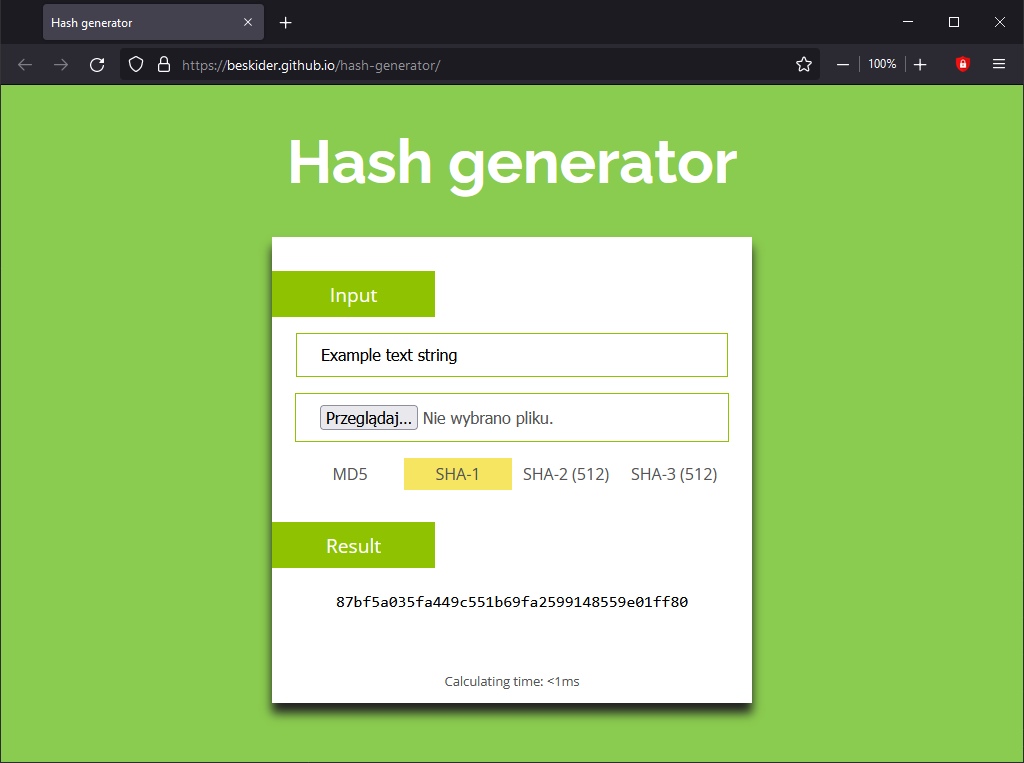 Hash generator
https://beskider.github.io/hash-generator/
100%
Hash generator
Input
Example text string
Przeglądaj... Nie wybrano pliku.
MD5 SHA-1 SHA-2 (512) SHA-3 (512)
Result
87bf5a035fa449c551b69fa2599148559e01ff80
Calculating time: <1ms